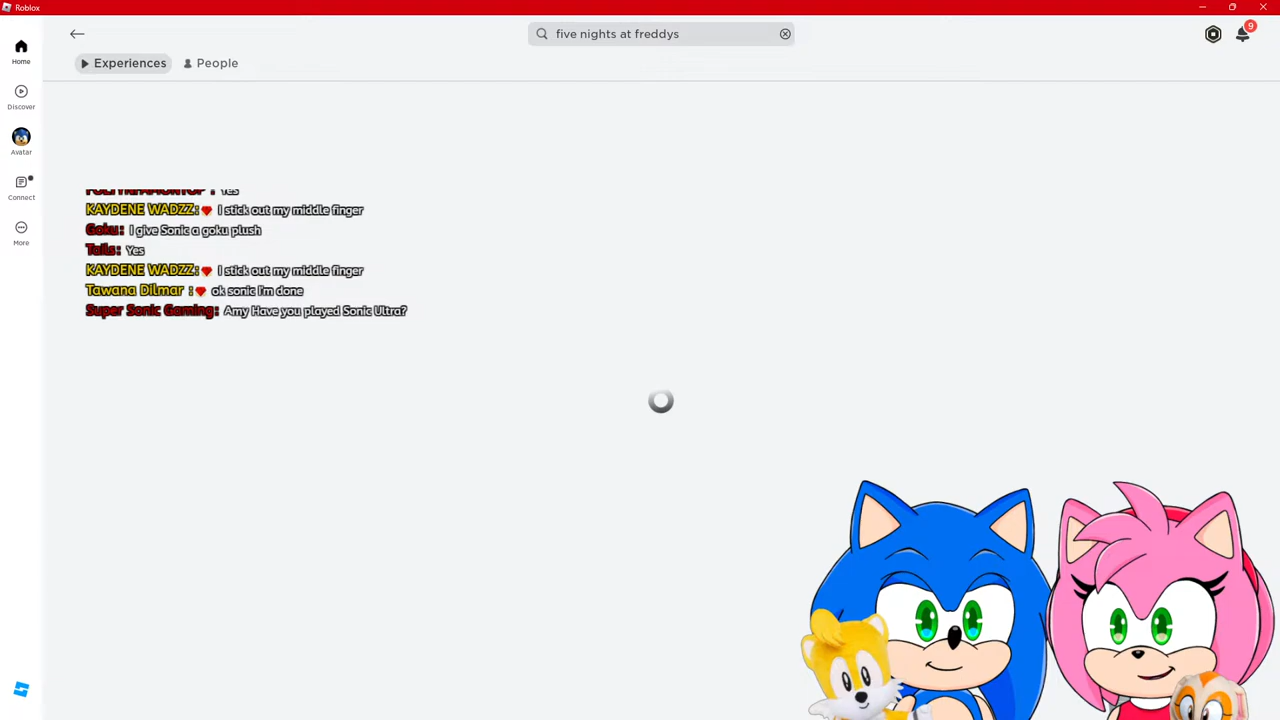 Roblox
five nights at freddys
9
Home
Experiences
People
Discover
Avatar
Connect
More
Yes
KAYDENE WADZZ: I stick out my middle finger
Goku: I give Sonic a goku plush
Tails: Yes
KAYDENE WADZZ: I stick out my middle finger
Tawana Dilmar : ok sonic I'm done
Super Sonic Gaming: Amy Have you played Sonic Ultra?